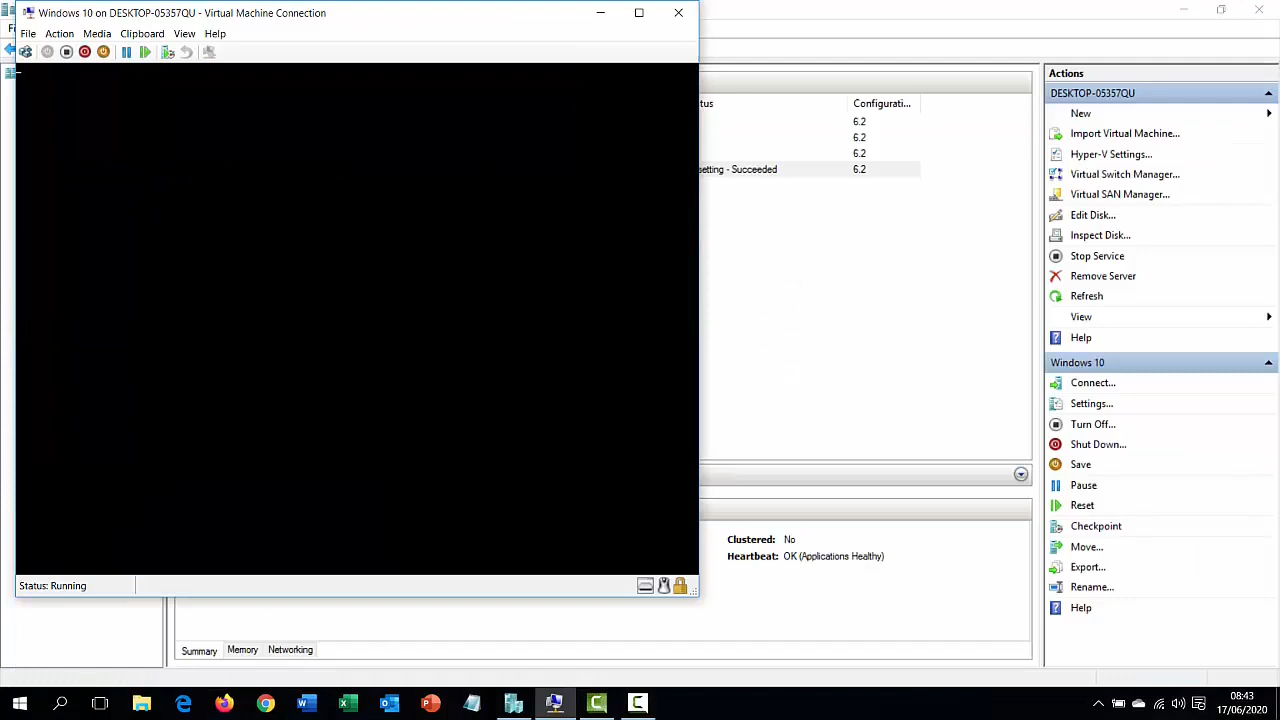 Windows 10 on DESKTOP-05357QU - Virtual Machine Connection
File Action Media Clipboard View Help
Status: Running
tus Configurati...
6.2
6.2
6.2
setting - Succeeded 6.2
Clustered: No
Heartbeat: OK (Applications Healthy)
Summary Memory Networking
Actions
DESKTOP-05357QU
New
Import Virtual Machine...
Hyper-V Settings...
Virtual Switch Manager...
Virtual SAN Manager...
Edit Disk...
Inspect Disk...
Stop Service
Remove Server
Refresh
View
Help
Windows 10
Connect...
Settings...
Turn Off...
Shut Down...
Save
Pause
Reset
Checkpoint
Move...
Export...
Rename...
Help
08:43
17/06/2020